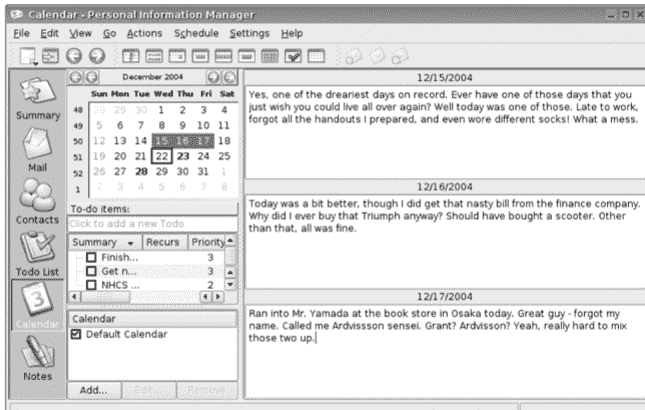 Calendar - Personal Information Manager
File Edit View Go Actions Schedule Settings Help
Summary
Mail
Contacts
Todo List
Calendar
Notes
December 2004
Sun Mon Tue Wed Thu Fri Sat
48 28 29 30 1 2 3 4
49 5 6 7 8 9 10 11
50 12 13 14 15 16 17 18
51 19 20 21 22 23 24 25
52 26 27 28 29 30 31 1
1 2 3 4 5 6 7 8
To-do items:
Click to add a new Todo
Summary Recurs Priority
Finish... 3
Get n... 3
NHCS ... 2
Calendar
Default Calendar
Add... Edit... Remove
12/15/2004
Yes, one of the dreariest days on record. Ever have one of those days that you
just wish you could live all over again? Well today was one of those. Late to work,
forgot all the handouts I prepared, and even wore different socks! What a mess.
12/16/2004
Today was a bit better, though I did get that nasty bill from the finance company.
Why did I ever buy that Triumph anyway? Should have bought a scooter. Other
than that, all was fine.
12/17/2004
Ran into Mr. Yamada at the book store in Osaka today. Great guy - forgot my
name. Called me Ardvissson sensei. Grant? Ardvisson? Yeah, really hard to mix
those two up.